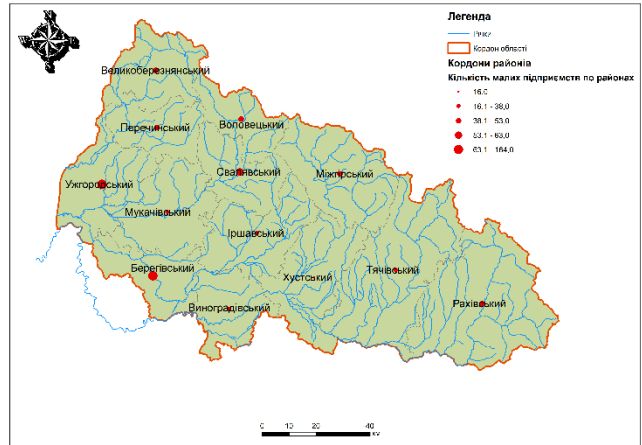 Легенда
Річки
Кордон області
Кордони районів
Кількість малих підприємств по районах
16,0
16,1 - 38,0
38,1 - 53,0
53,1 - 63,0
63,1 - 164,0
Великоберезнянський
Перечинський
Воловецький
Свалявський
Міжгірський
Ужгородський
Мукачівський
Іршавський
Берегівський
Хустський
Тячівський
Рахівський
Виноградівський
0 10 20 40